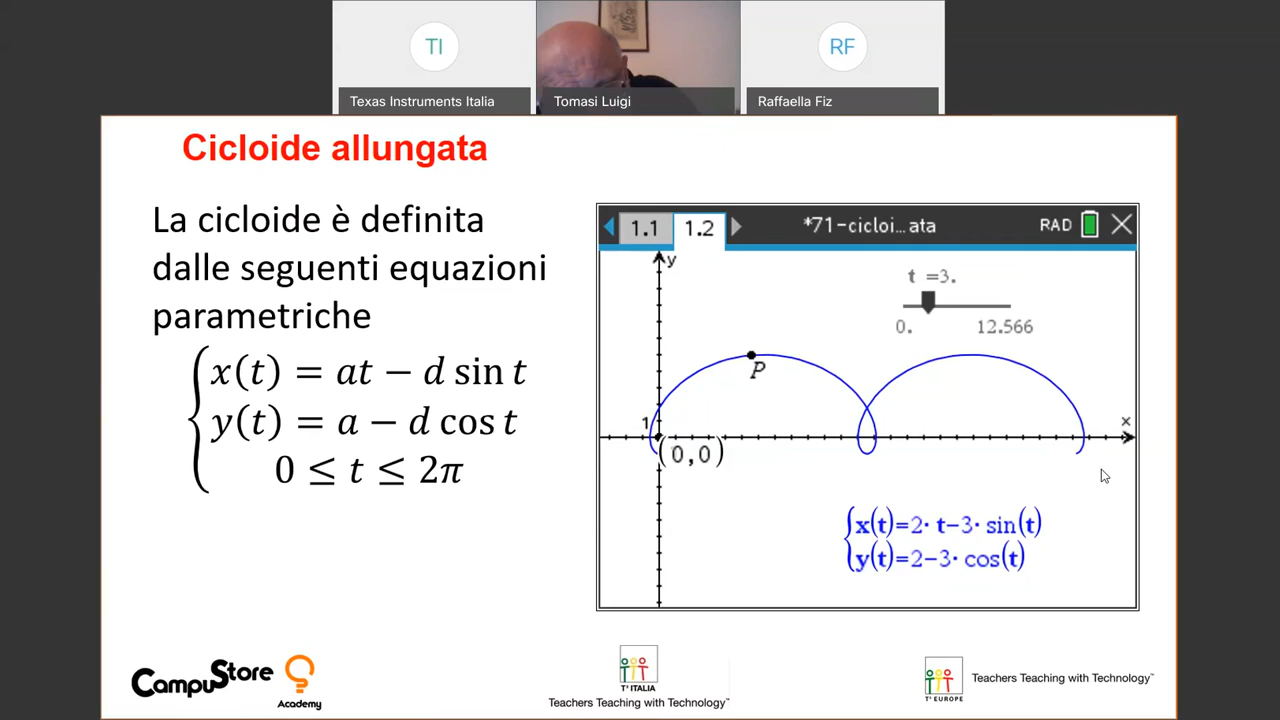 TI
RF
Texas Instruments Italia
Tomasi Luigi
Raffaella Fiz
Cicloide allungata
La cicloide è definita
dalle seguenti equazioni
parametriche
x(t) = at − d sin t
y(t) = a − d cos t
0 ≤ t ≤ 2π
1.1
1.2
*71-cicloi...ata
RAD
y
t =3.
0.
12.566
P
1
x
(0,0)
x(t)=2· t−3· sin(t)
y(t)=2−3· cos(t)
CampuStore
Academy
T³ ITALIA
Teachers Teaching with Technology™
T³ EUROPE
Teachers Teaching with Technology™